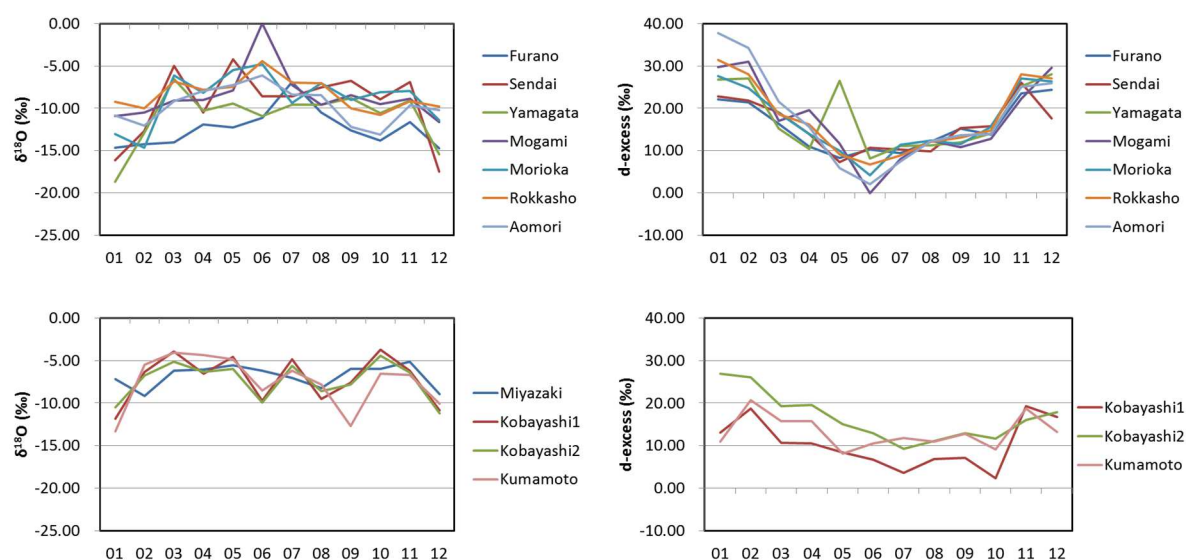 0.00
-5.00
-10.00
-15.00
-20.00
-25.00
δ¹⁸O (‰)
01 02 03 04 05 06 07 08 09 10 11 12
Furano
Sendai
Yamagata
Mogami
Morioka
Rokkasho
Aomori
40.00
30.00
20.00
10.00
0.00
-10.00
d-excess (‰)
01 02 03 04 05 06 07 08 09 10 11 12
Furano
Sendai
Yamagata
Mogami
Morioka
Rokkasho
Aomori
0.00
-5.00
-10.00
-15.00
-20.00
-25.00
δ¹⁸O (‰)
01 02 03 04 05 06 07 08 09 10 11 12
Miyazaki
Kobayashi1
Kobayashi2
Kumamoto
40.00
30.00
20.00
10.00
0.00
-10.00
d-excess (‰)
01 02 03 04 05 06 07 08 09 10 11 12
Kobayashi1
Kobayashi2
Kumamoto